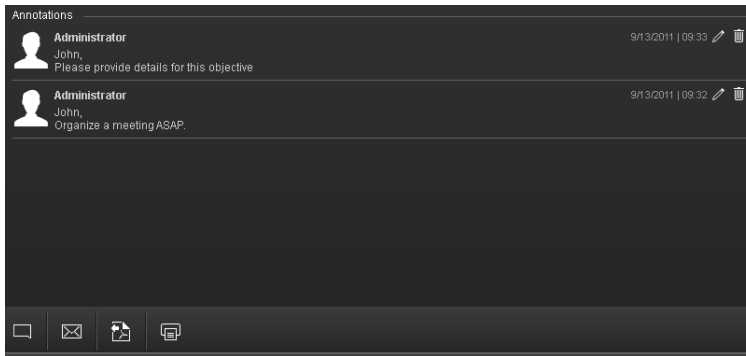 Annotations
Administrator 9/13/2011 | 09:33
John,
Please provide details for this objective
Administrator 9/13/2011 | 09:32
John,
Organize a meeting ASAP.